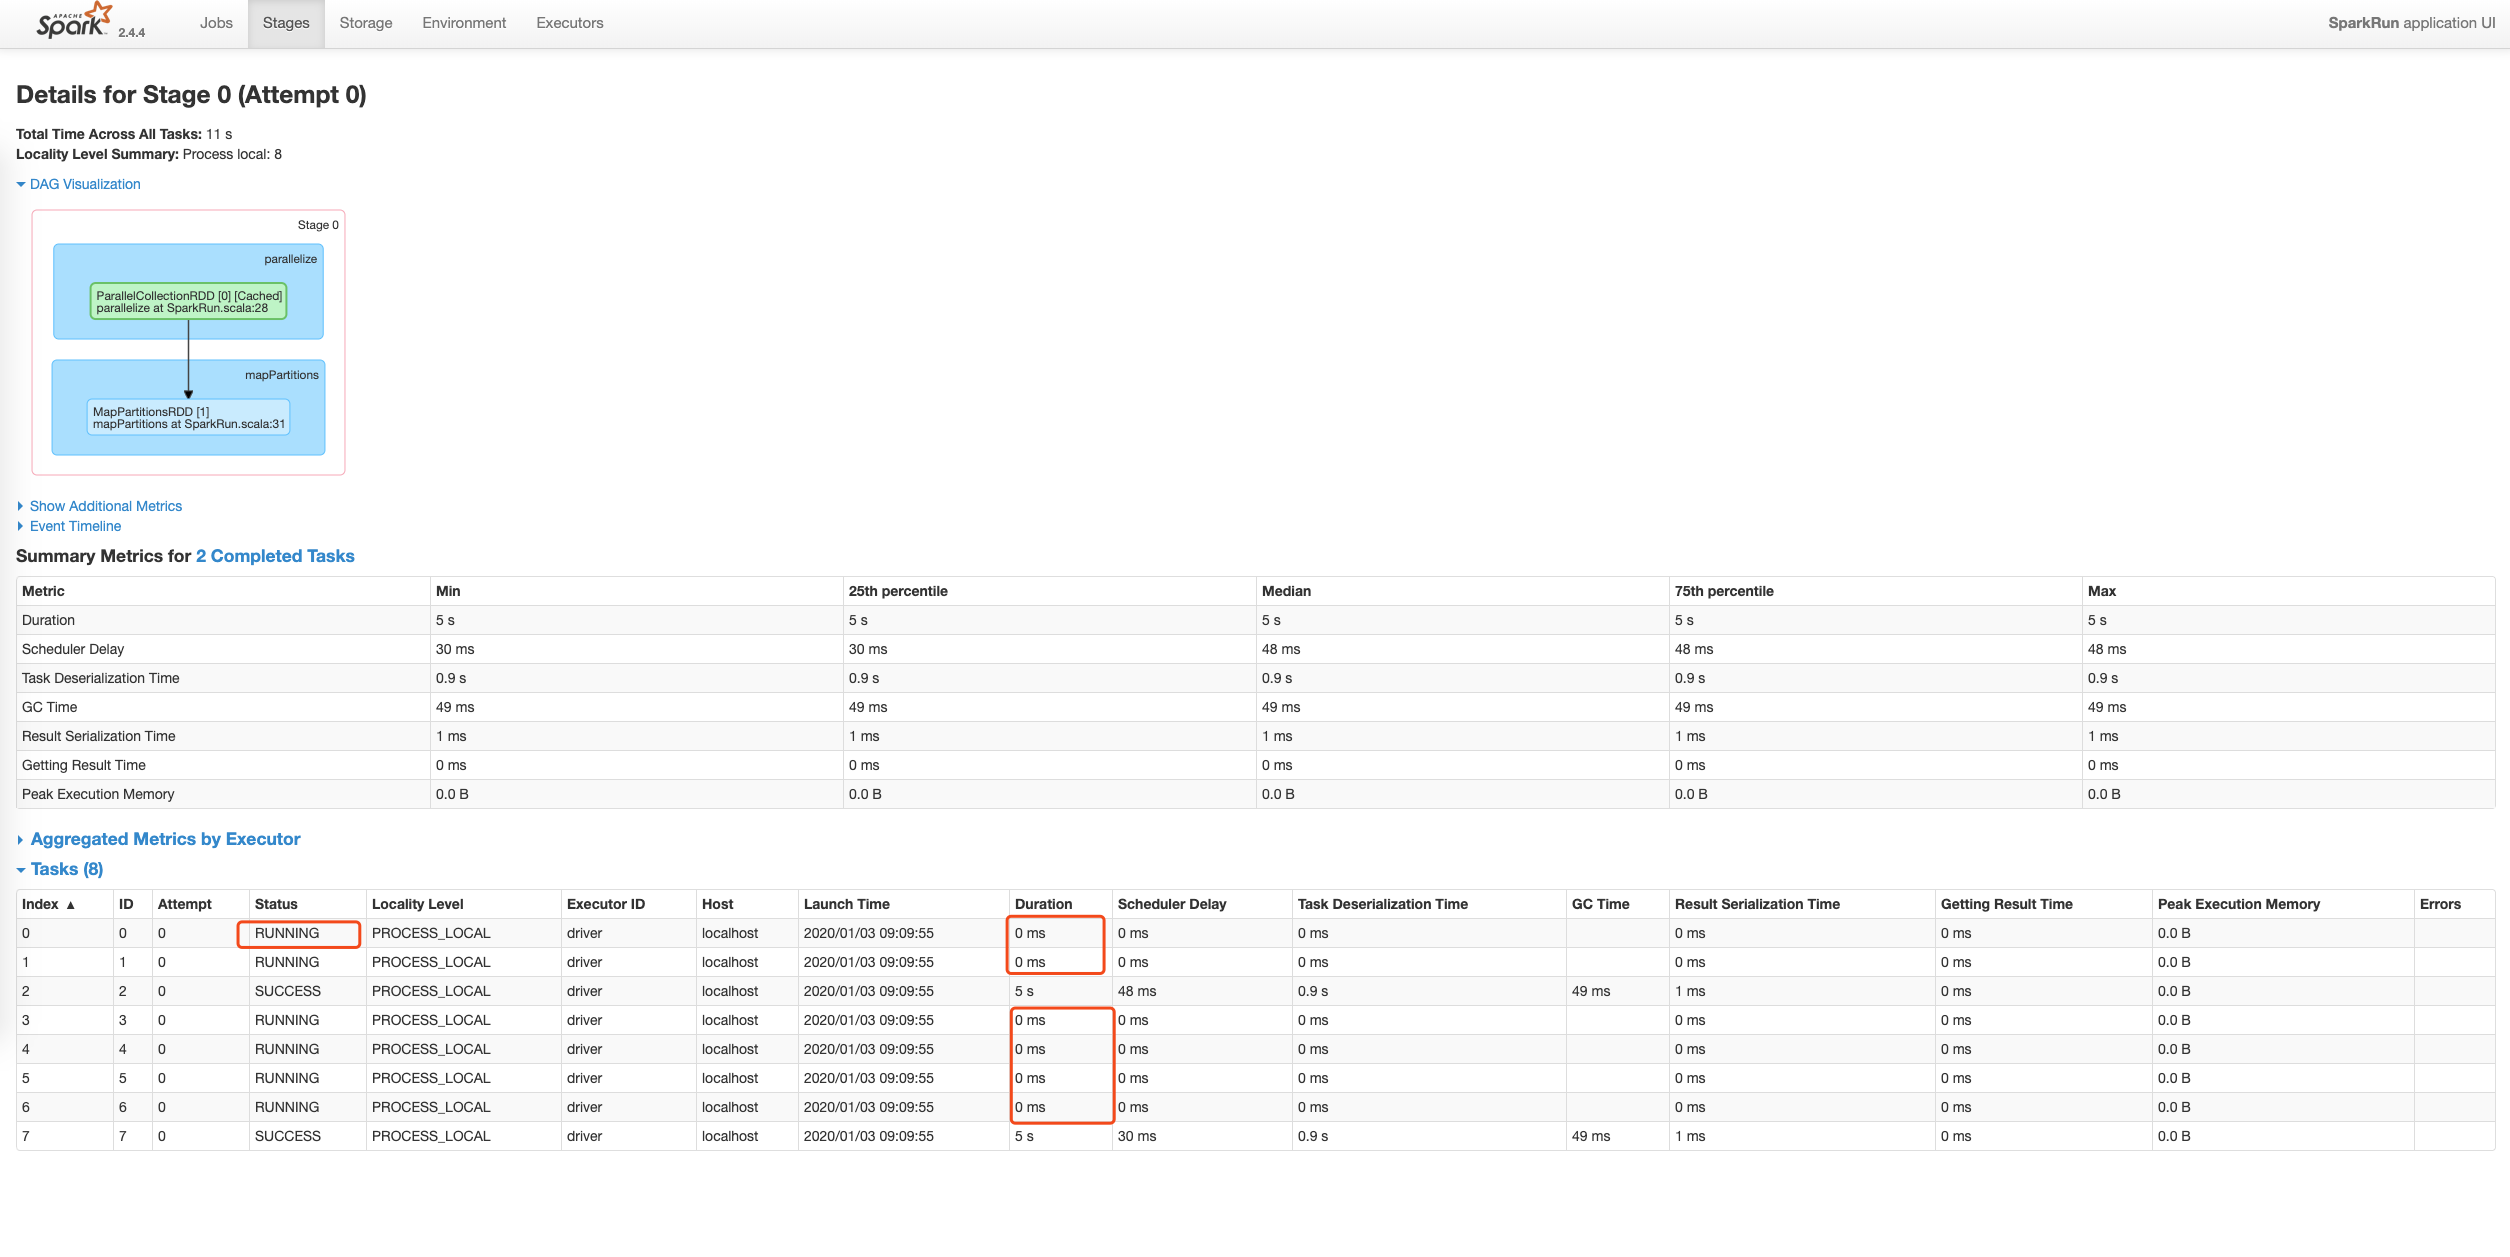 APACHE
Spark 2.4.4 Jobs Stages Storage Environment Executors SparkRun application UI
Details for Stage 0 (Attempt 0)
Total Time Across All Tasks: 11 s
Locality Level Summary: Process local: 8
DAG Visualization
Stage 0
parallelize
ParallelCollectionRDD [0] [Cached]
parallelize at SparkRun.scala:28
mapPartitions
MapPartitionsRDD [1]
mapPartitions at SparkRun.scala:31
Show Additional Metrics
Event Timeline
Summary Metrics for 2 Completed Tasks
Metric Min 25th percentile Median 75th percentile Max
Duration 5 s 5 s 5 s 5 s 5 s
Scheduler Delay 30 ms 30 ms 48 ms 48 ms 48 ms
Task Deserialization Time 0.9 s 0.9 s 0.9 s 0.9 s 0.9 s
GC Time 49 ms 49 ms 49 ms 49 ms 49 ms
Result Serialization Time 1 ms 1 ms 1 ms 1 ms 1 ms
Getting Result Time 0 ms 0 ms 0 ms 0 ms 0 ms
Peak Execution Memory 0.0 B 0.0 B 0.0 B 0.0 B 0.0 B
Aggregated Metrics by Executor
Tasks (8)
Index ▲ ID Attempt Status Locality Level Executor ID Host Launch Time Duration Scheduler Delay Task Deserialization Time GC Time Result Serialization Time Getting Result Time Peak Execution Memory Errors
0 0 0 RUNNING PROCESS_LOCAL driver localhost 2020/01/03 09:09:55 0 ms 0 ms 0 ms 0 ms 0 ms 0.0 B
1 1 0 RUNNING PROCESS_LOCAL driver localhost 2020/01/03 09:09:55 0 ms 0 ms 0 ms 0 ms 0 ms 0.0 B
2 2 0 SUCCESS PROCESS_LOCAL driver localhost 2020/01/03 09:09:55 5 s 48 ms 0.9 s 49 ms 1 ms 0 ms 0.0 B
3 3 0 RUNNING PROCESS_LOCAL driver localhost 2020/01/03 09:09:55 0 ms 0 ms 0 ms 0 ms 0 ms 0.0 B
4 4 0 RUNNING PROCESS_LOCAL driver localhost 2020/01/03 09:09:55 0 ms 0 ms 0 ms 0 ms 0 ms 0.0 B
5 5 0 RUNNING PROCESS_LOCAL driver localhost 2020/01/03 09:09:55 0 ms 0 ms 0 ms 0 ms 0 ms 0.0 B
6 6 0 RUNNING PROCESS_LOCAL driver localhost 2020/01/03 09:09:55 0 ms 0 ms 0 ms 0 ms 0 ms 0.0 B
7 7 0 SUCCESS PROCESS_LOCAL driver localhost 2020/01/03 09:09:55 5 s 30 ms 0.9 s 49 ms 1 ms 0 ms 0.0 B